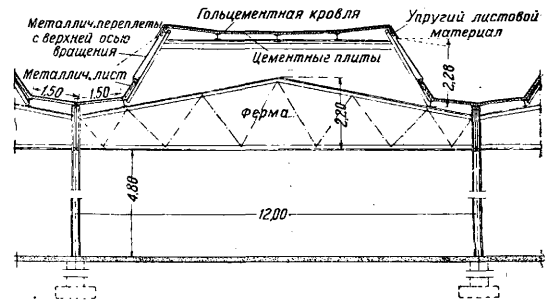 Металлич. переплеты
с верхней осью
вращения
Гольцементная кровля
Упругий листовой
материал
Цементные плиты
Металлич. лист
1,50
1,50
2,28
Ферма
2,20
4,80
12,00